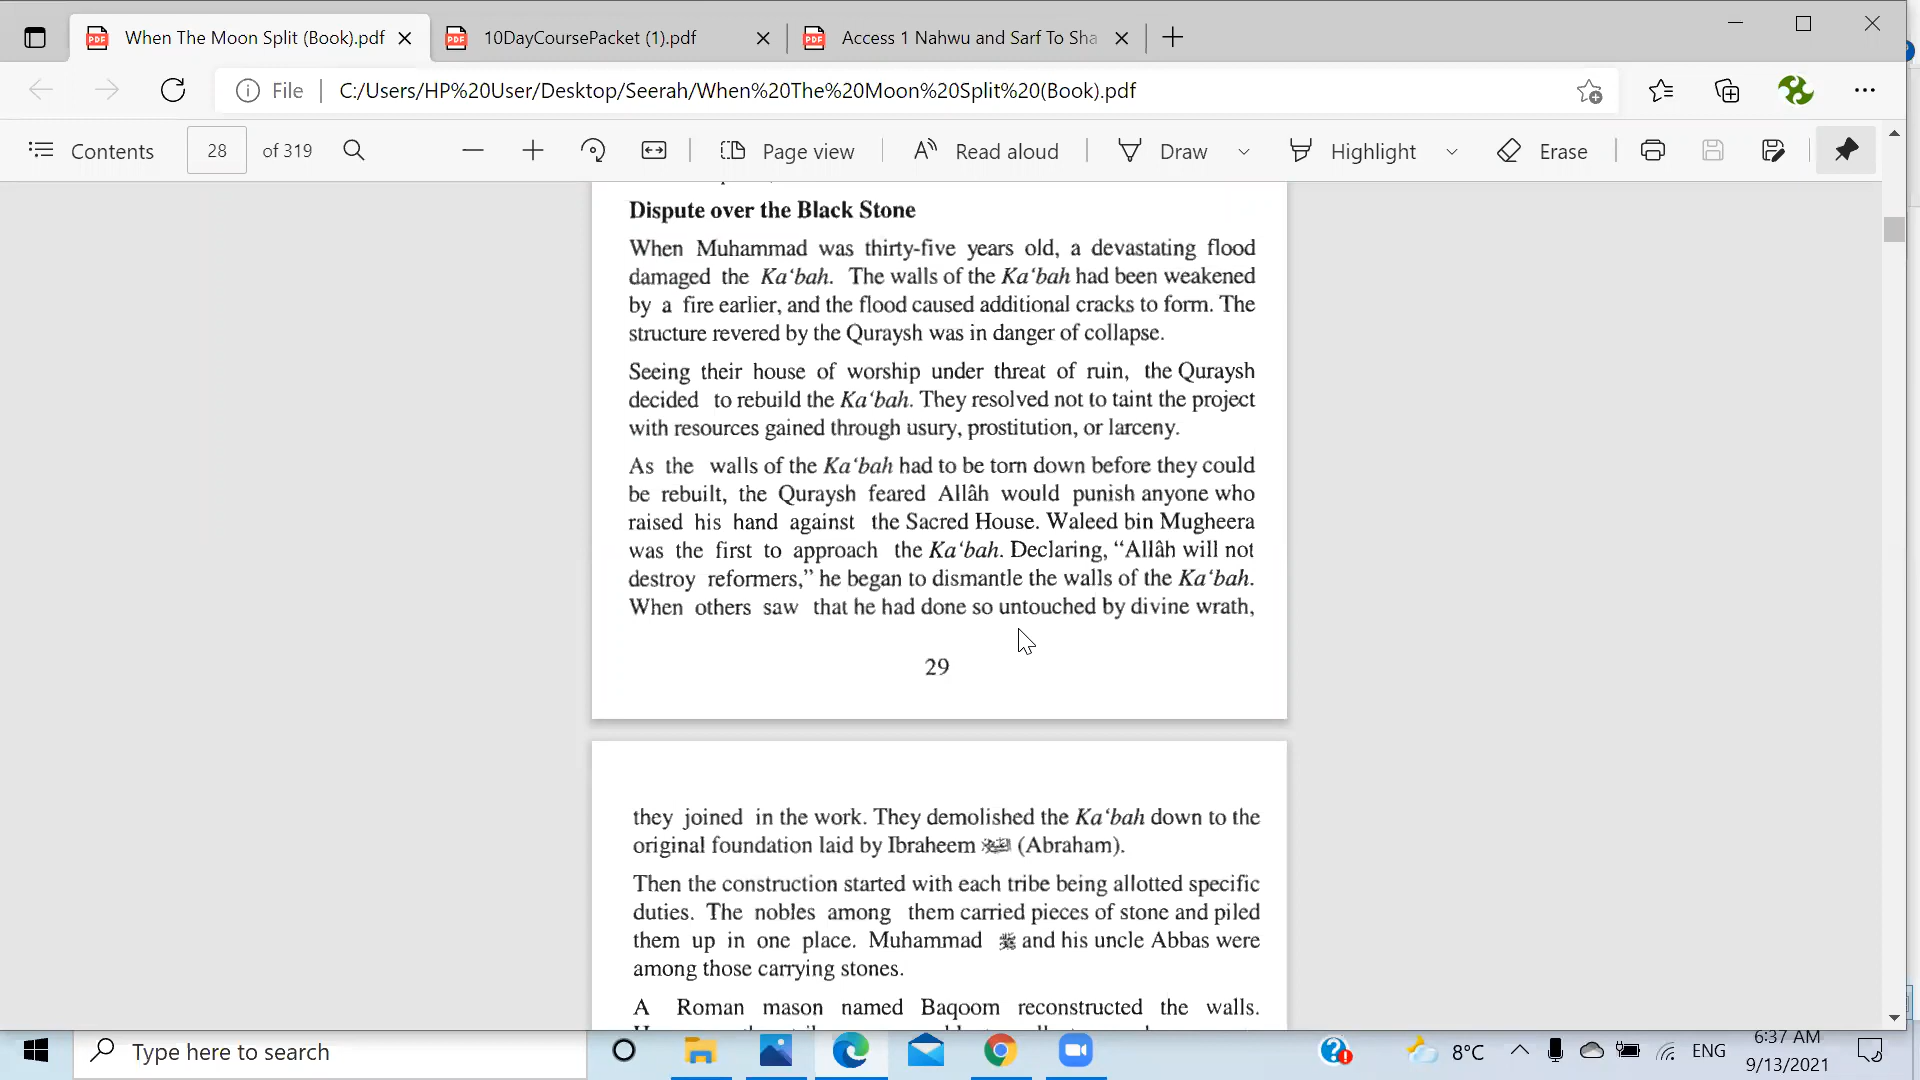 When The Moon Split (Book).pdf
10DayCoursePacket (1).pdf
Access 1 Nahwu and Sarf To Sha
File
C:/Users/HP%20User/Desktop/Seerah/When%20The%20Moon%20Split%20(Book).pdf
Contents
28
of 319
Page view
Read aloud
Draw
Highlight
Erase
Dispute over the Black Stone
When Muhammad was thirty-five years old, a devastating flood
damaged the Ka‘bah. The walls of the Ka‘bah had been weakened
by a fire earlier, and the flood caused additional cracks to form. The
structure revered by the Quraysh was in danger of collapse.
Seeing their house of worship under threat of ruin, the Quraysh
decided to rebuild the Ka‘bah. They resolved not to taint the project
with resources gained through usury, prostitution, or larceny.
As the walls of the Ka‘bah had to be torn down before they could
be rebuilt, the Quraysh feared Allâh would punish anyone who
raised his hand against the Sacred House. Waleed bin Mugheera
was the first to approach the Ka‘bah. Declaring, “Allâh will not
destroy reformers,” he began to dismantle the walls of the Ka‘bah.
When others saw that he had done so untouched by divine wrath,
29
they joined in the work. They demolished the Ka‘bah down to the
original foundation laid by Ibraheem (Abraham).
Then the construction started with each tribe being allotted specific
duties. The nobles among them carried pieces of stone and piled
them up in one place. Muhammad ﷺ and his uncle Abbas were
among those carrying stones.
A Roman mason named Baqoom reconstructed the walls.
Type here to search
8°C
ENG
6:37 AM
9/13/2021